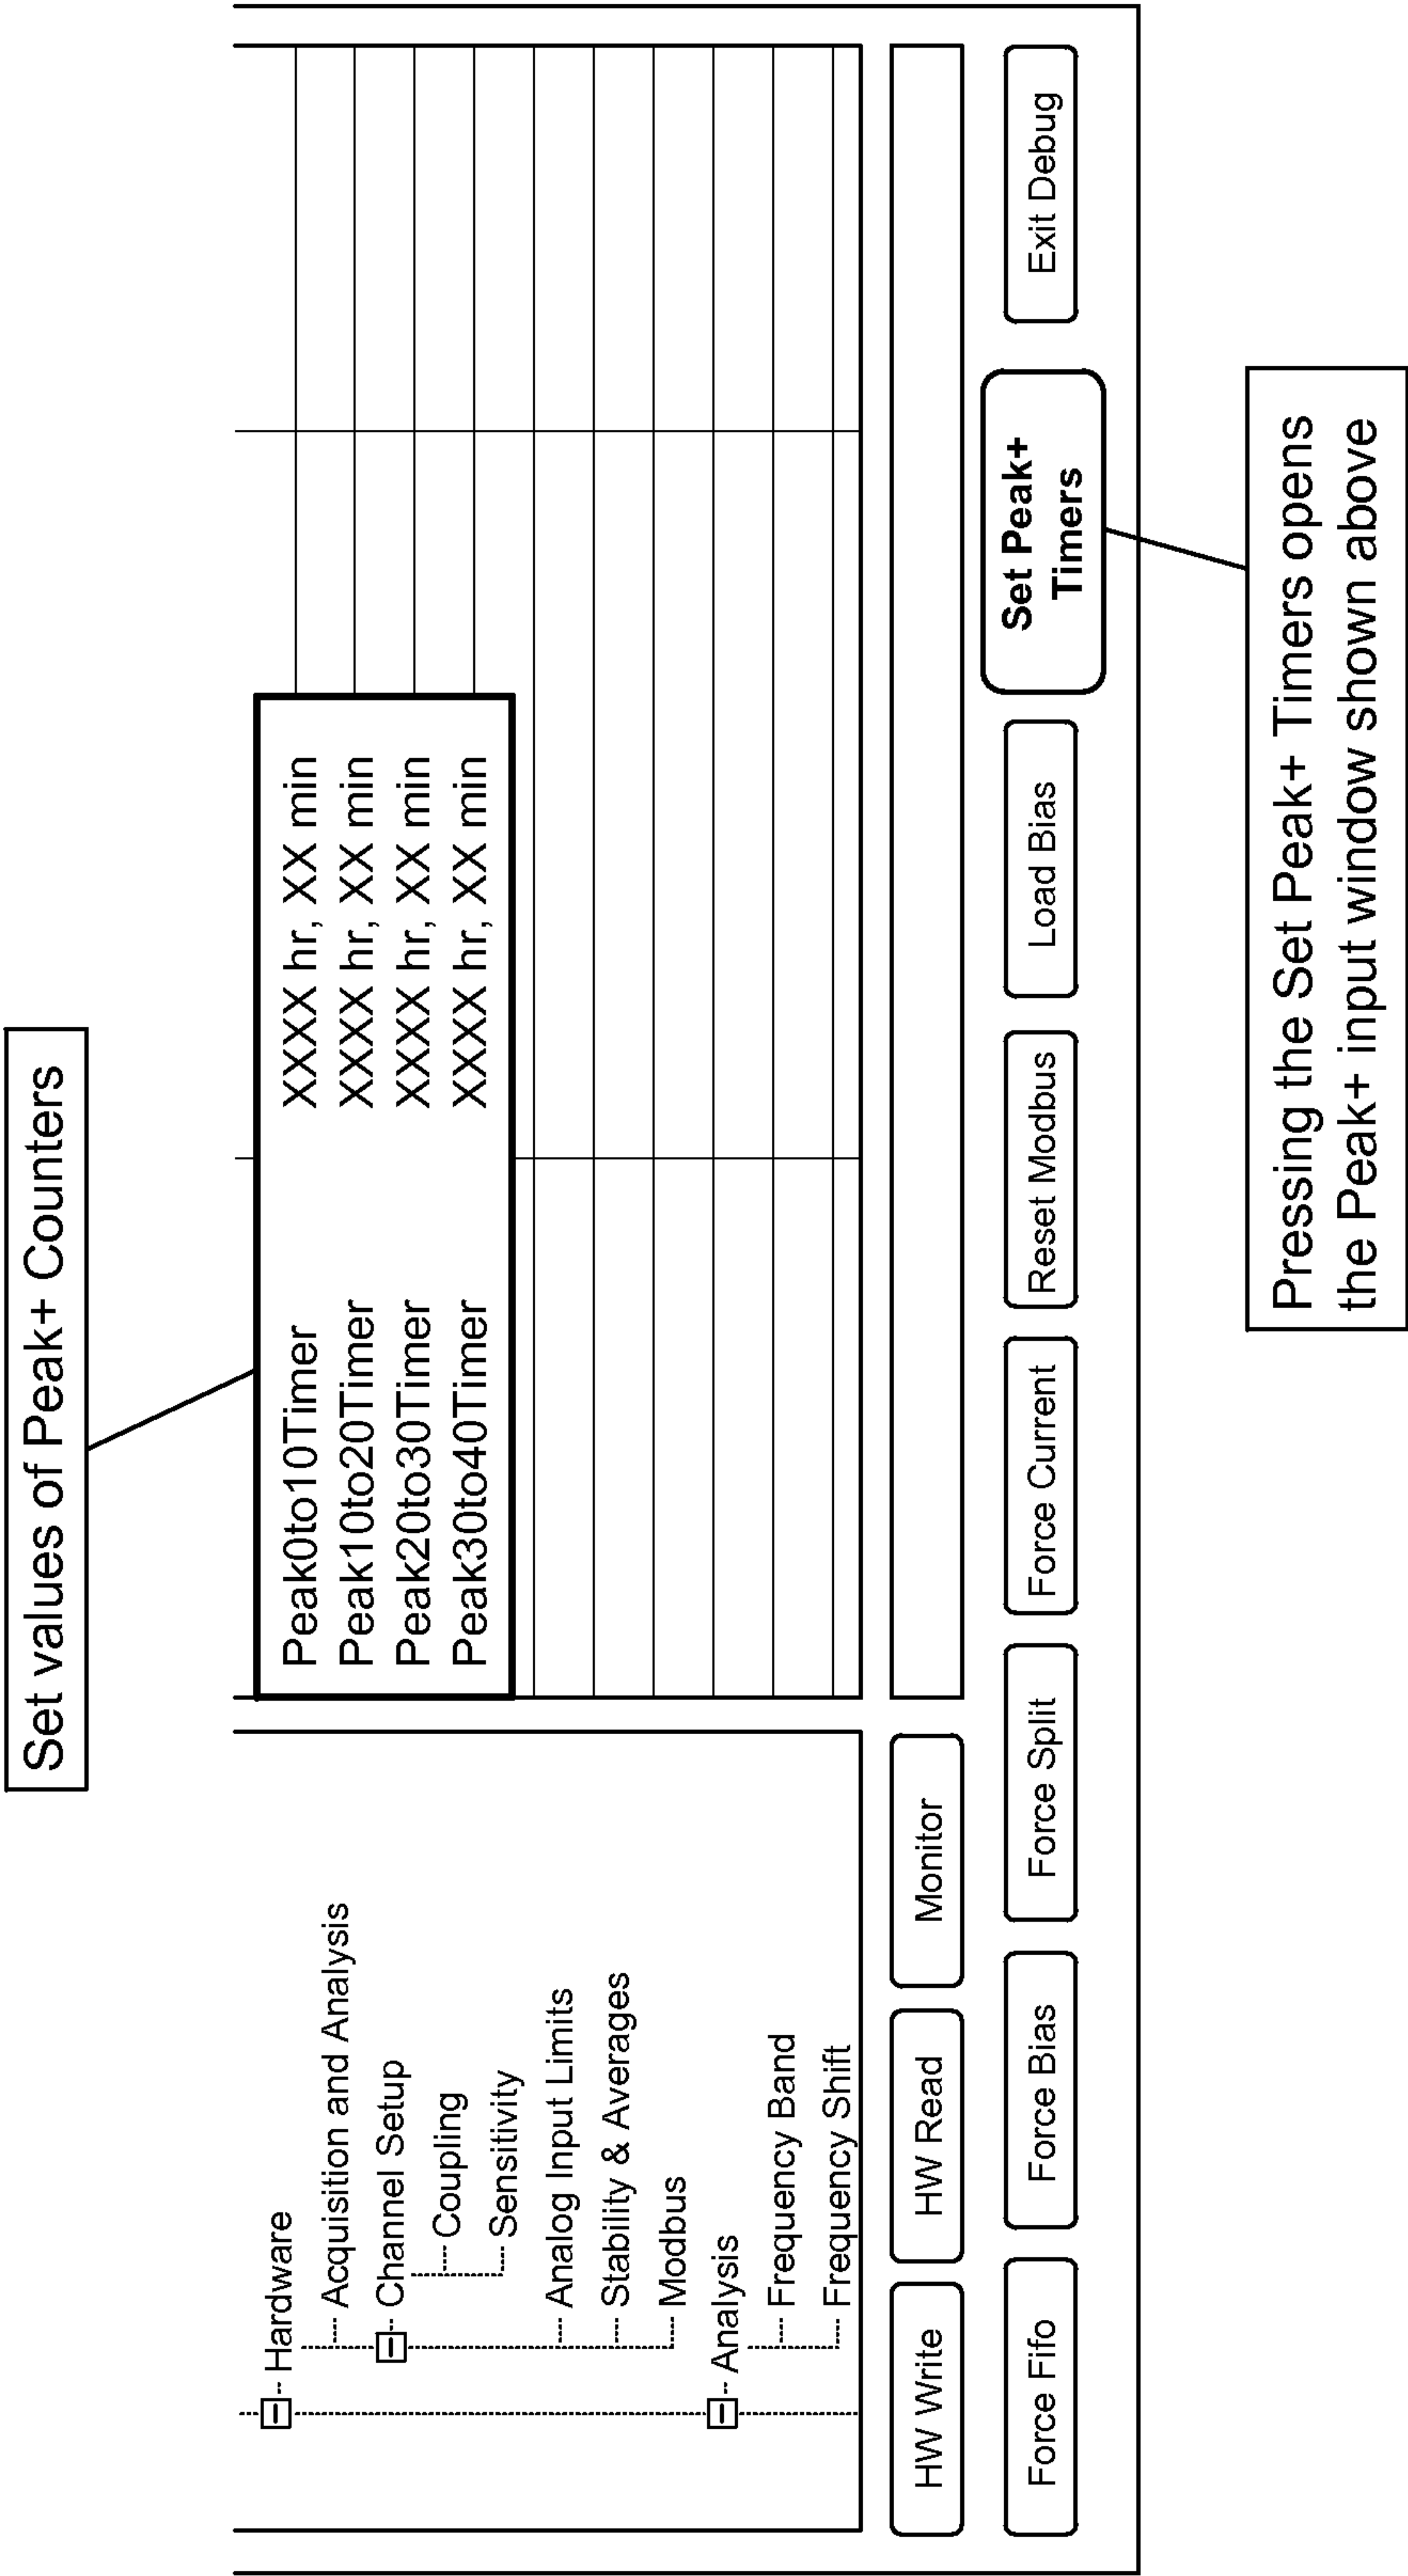 Set values of Peak+ Counters
Hardware
Acquisition and Analysis
Channel Setup
Coupling
Sensitivity
Analog Input Limits
Stability & Averages
Modbus
Analysis
Frequency Band
Frequency Shift
Peak0to10Timer XXXX hr, XX min
Peak10to20Timer XXXX hr, XX min
Peak20to30Timer XXXX hr, XX min
Peak30to40Timer XXXX hr, XX min
HW Write
HW Read
Monitor
Force Fifo
Force Bias
Force Split
Force Current
Reset Modbus
Load Bias
Set Peak+
Timers
Exit Debug
Pressing the Set Peak+ Timers opens
the Peak+ input window shown above